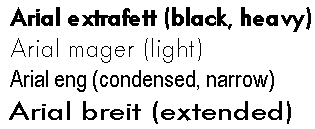 Arial extrafett (black, heavy)
Arial mager (light)
Arial eng (condensed, narrow)
Arial breit (extended)